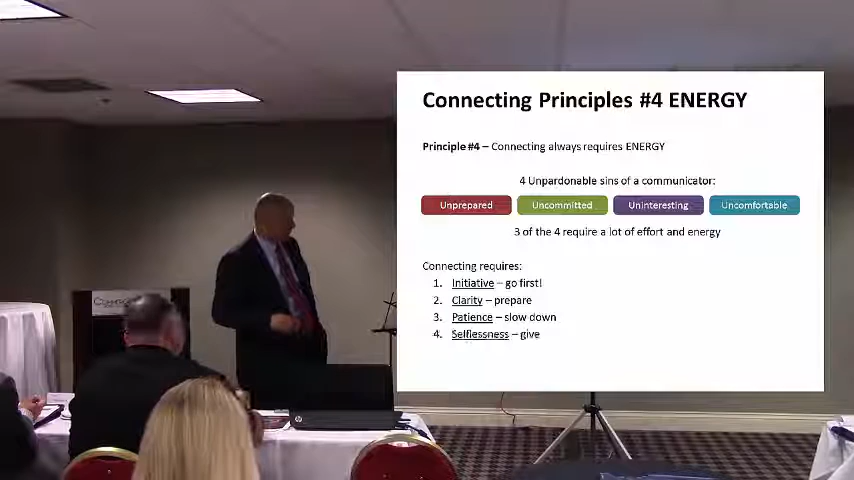 Connecting Principles #4 ENERGY
Principle #4 – Connecting always requires ENERGY
4 Unpardonable sins of a communicator:
Unprepared Uncommitted Uninteresting Uncomfortable
3 of the 4 require a lot of effort and energy
Connecting requires:
1. Initiative – go first!
2. Clarity – prepare
3. Patience – slow down
4. Selflessness – give
hp